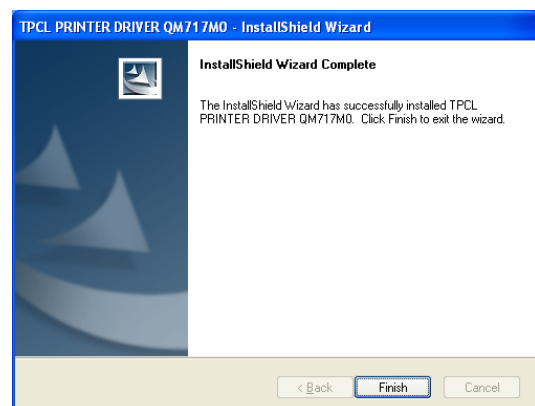 TPCL PRINTER DRIVER QM717M0 - InstallShield Wizard
InstallShield Wizard Complete
The InstallShield Wizard has successfully installed TPCL
PRINTER DRIVER QM717M0. Click Finish to exit the wizard.
< Back Finish Cancel